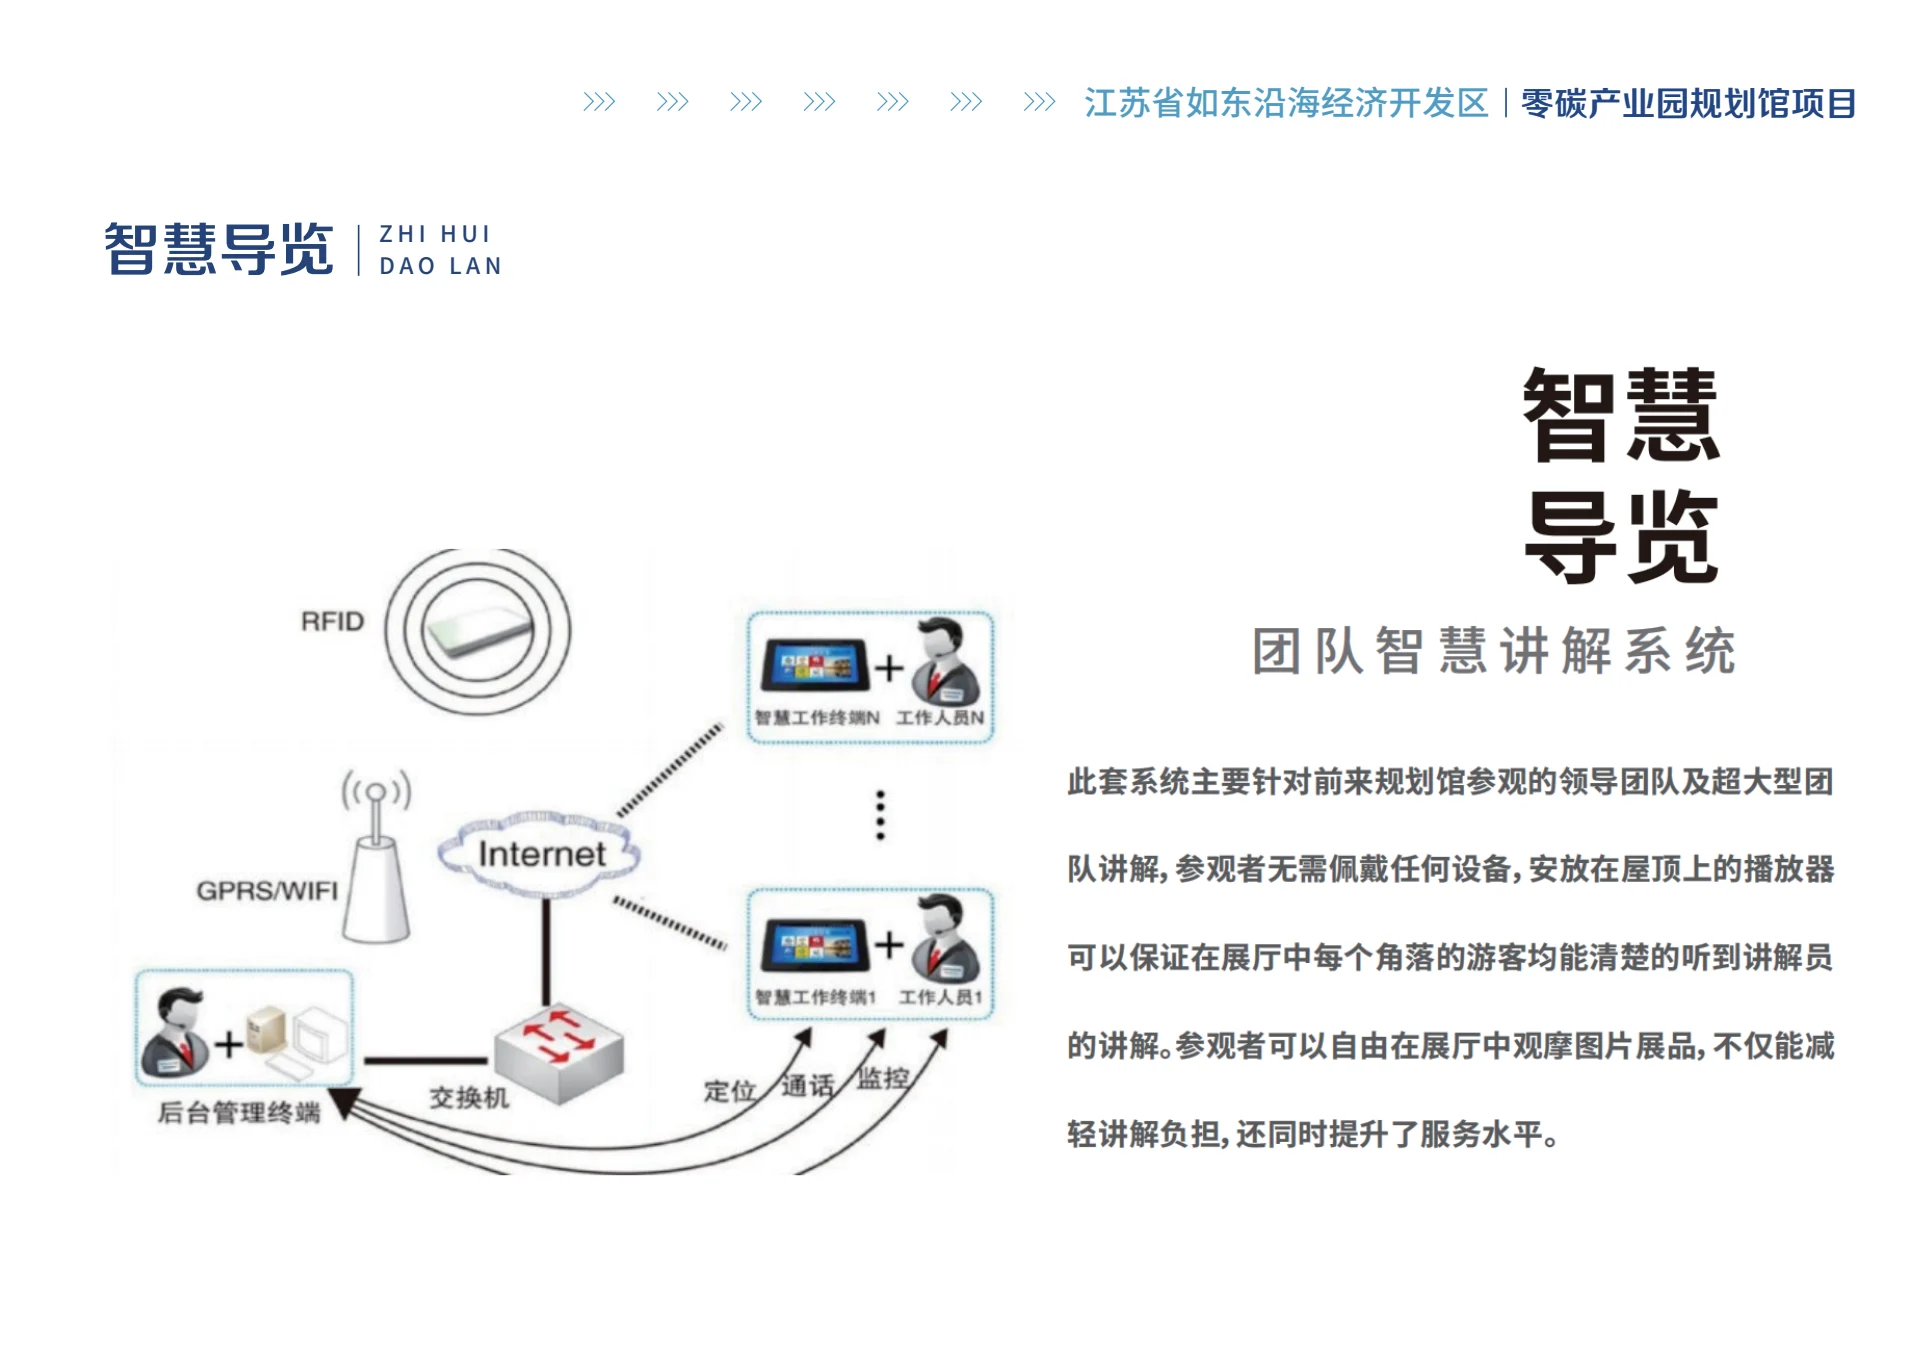 江苏省如东沿海经济开发区|零碳产业园规划馆项目
智慧导览
ZHI HUI
DAO LAN
智慧
导览
团队智慧讲解系统
此套系统主要针对前来规划馆参观的领导团队及超大型团
队讲解，参观者无需佩戴任何设备，安放在屋顶上的播放器
可以保证在展厅中每个角落的游客均能清楚的听到讲解员
的讲解。参观者可以自由在展厅中观摩图片展品，不仅能减
轻讲解负担，还同时提升了服务水平。
RFID
智慧工作终端N 工作人员N
GPRS/WIFI
Internet
智慧工作终端1 工作人员1
后台管理终端
交换机
定位 通话 监控